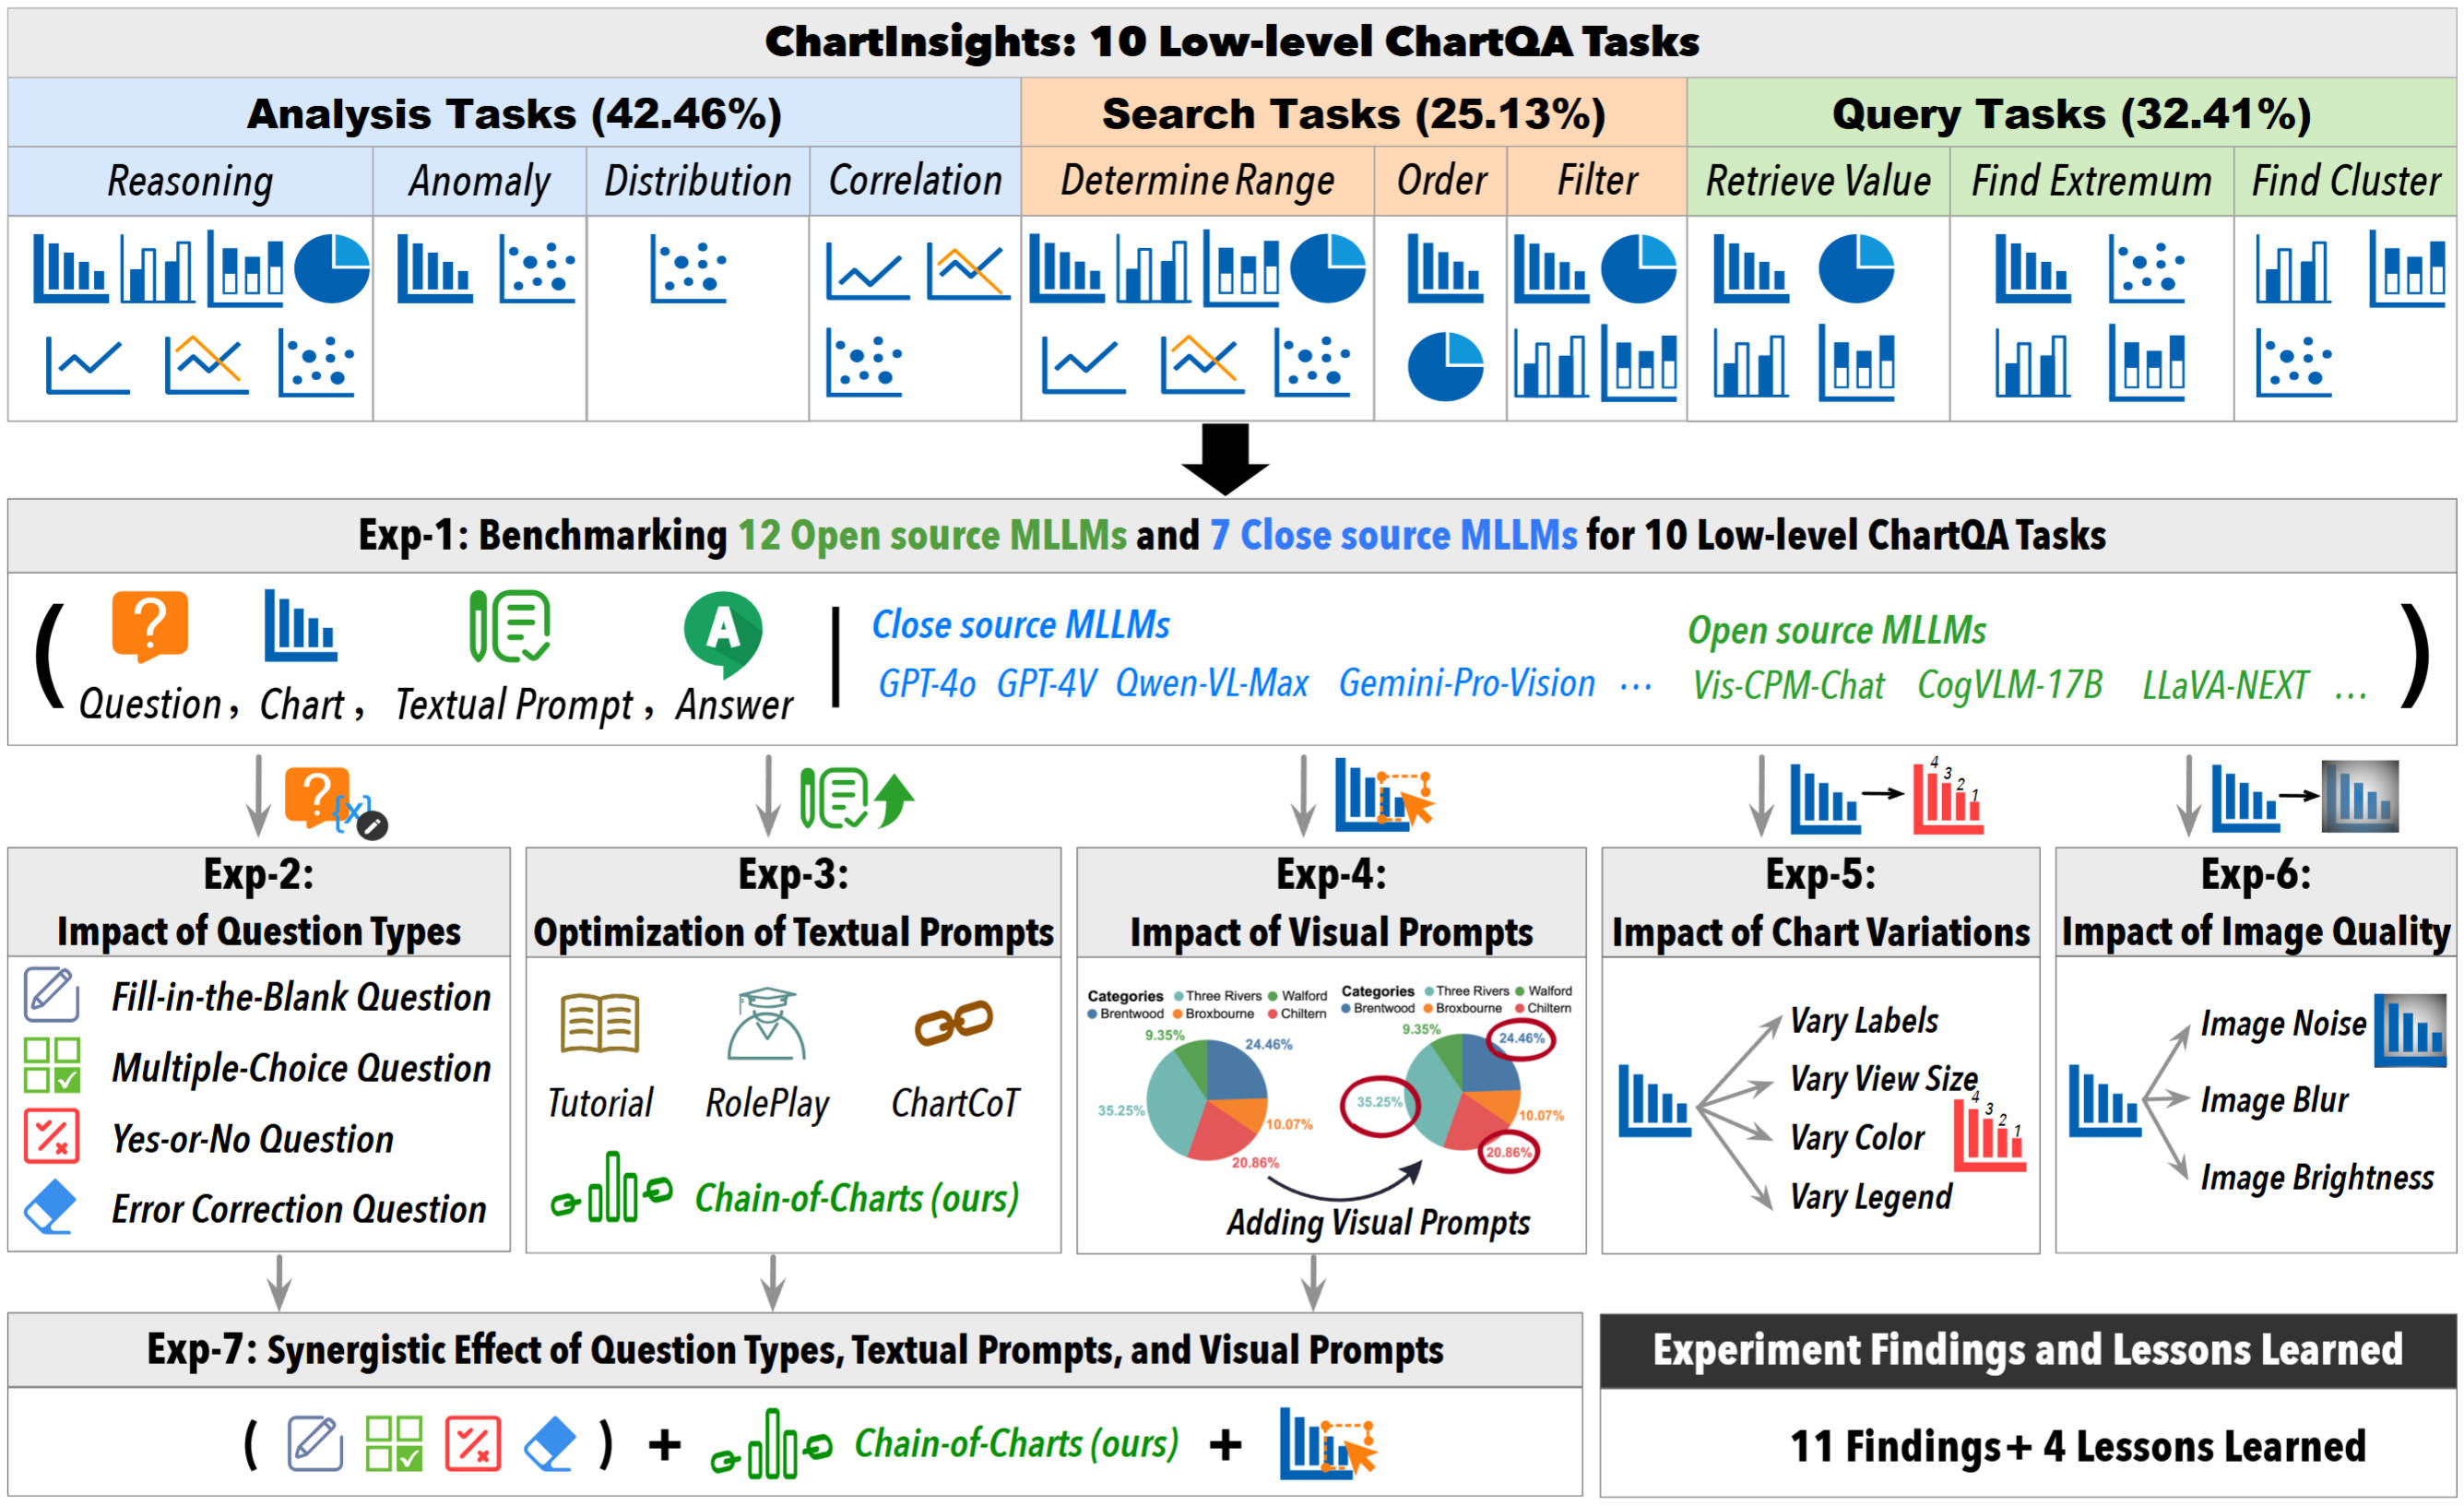 ChartInsights: 10 Low-level ChartQA Tasks
Analysis Tasks (42.46%)
Search Tasks (25.13%)
Query Tasks (32.41%)
Reasoning
Anomaly
Distribution
Correlation
Determine Range
Order
Filter
Retrieve Value
Find Extremum
Find Cluster
Exp-1: Benchmarking 12 Open source MLLMs and 7 Close source MLLMs for 10 Low-level ChartQA Tasks
( Question, Chart, Textual Prompt, Answer |
?
A
Close source MLLMs
GPT-4o GPT-4V Qwen-VL-Max Gemini-Pro-Vision ...
Open source MLLMs
Vis-CPM-Chat CogVLM-17B LLaVA-NEXT ... )
? {x}
4 3 2 1
Exp-2:
Impact of Question Types
Fill-in-the-Blank Question
Multiple-Choice Question
Yes-or-No Question
Error Correction Question
Exp-3:
Optimization of Textual Prompts
Tutorial
RolePlay
ChartCoT
Chain-of-Charts (ours)
Exp-4:
Impact of Visual Prompts
Categories Three Rivers Walford
Brentwood Broxbourne Chiltern
9.35%
24.46%
35.25%
10.07%
20.86%
Categories Three Rivers Walford
Brentwood Broxbourne Chiltern
9.35%
24.46%
35.25%
10.07%
20.86%
Adding Visual Prompts
Exp-5:
Impact of Chart Variations
Vary Labels
Vary View Size
Vary Color
Vary Legend
4 3 2 1
Exp-6:
Impact of Image Quality
Image Noise
Image Blur
Image Brightness
Exp-7: Synergistic Effect of Question Types, Textual Prompts, and Visual Prompts
( ) + Chain-of-Charts (ours) +
Experiment Findings and Lessons Learned
11 Findings + 4 Lessons Learned